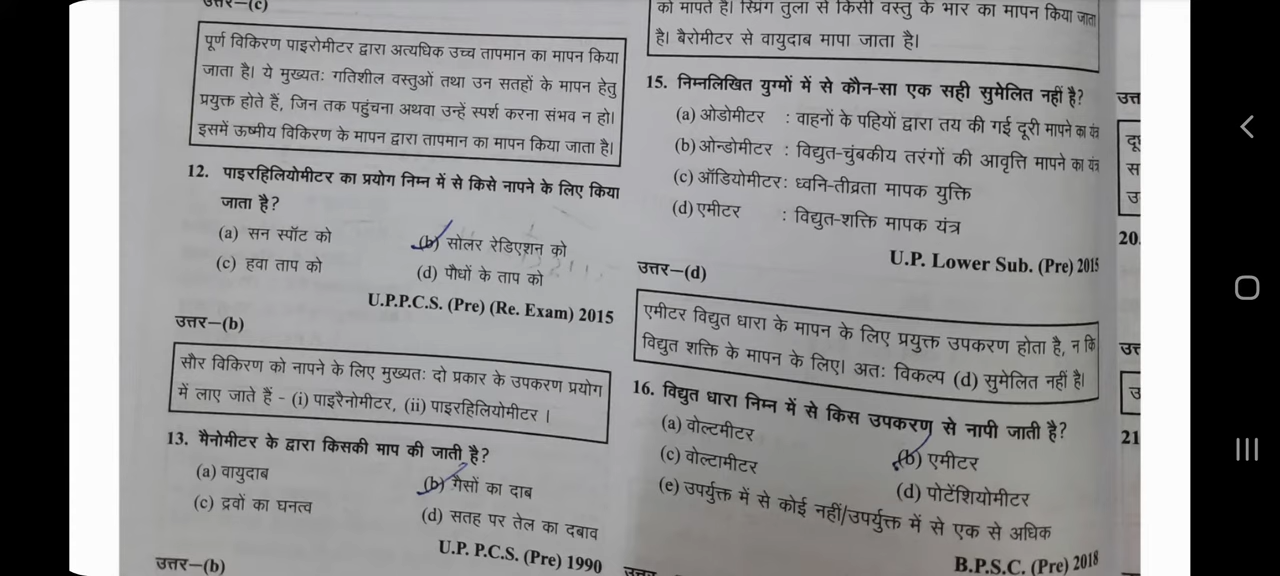 उत्तर–(c)
पूर्ण विकिरण पाइरोमीटर द्वारा अत्यधिक उच्च तापमान का मापन किया
जाता है। ये मुख्यतः गतिशील वस्तुओं तथा उन सतहों के मापन हेतु
प्रयुक्त होते हैं, जिन तक पहुंचना अथवा उन्हें स्पर्श करना संभव न हो।
इसमें ऊष्मीय विकिरण के मापन द्वारा तापमान का मापन किया जाता है।
12. पाइरहिलियोमीटर का प्रयोग निम्न में से किसे नापने के लिए किया
जाता है?
(a) सन स्पॉट को
(b) सोलर रेडिएशन को
(c) हवा ताप को
(d) पौधों के ताप को
U.P.P.C.S. (Pre) (Re. Exam) 2015
उत्तर–(b)
सौर विकिरण को नापने के लिए मुख्यतः दो प्रकार के उपकरण प्रयोग
में लाए जाते हैं - (i) पाइरैनोमीटर, (ii) पाइरहिलियोमीटर ।
13. मैनोमीटर के द्वारा किसकी माप की जाती है?
(a) वायुदाब
(b) गैसों का दाब
(c) द्रवों का घनत्व
(d) सतह पर तेल का दबाव
U.P. P.C.S. (Pre) 1990
उत्तर–(b)
को मापते हैं। स्प्रिंग तुला से किसी वस्तु के भार का मापन किया जाता
है। बैरोमीटर से वायुदाब मापा जाता है।
15. निम्नलिखित युग्मों में से कौन-सा एक सही सुमेलित नहीं है?
(a) ओडोमीटर : वाहनों के पहियों द्वारा तय की गई दूरी मापने का यंत्र
(b) ओन्डोमीटर : विद्युत-चुंबकीय तरंगों की आवृत्ति मापने का यंत्र
(c) ऑडियोमीटर: ध्वनि-तीव्रता मापक युक्ति
(d) एमीटर : विद्युत-शक्ति मापक यंत्र
U.P. Lower Sub. (Pre) 2015
उत्तर–(d)
एमीटर विद्युत धारा के मापन के लिए प्रयुक्त उपकरण होता है, न कि
विद्युत शक्ति के मापन के लिए। अतः विकल्प (d) सुमेलित नहीं है।
16. विद्युत धारा निम्न में से किस उपकरण से नापी जाती है?
(a) वोल्टमीटर
(b) एमीटर
(c) वोल्टामीटर
(d) पोटेंशियोमीटर
(e) उपर्युक्त में से कोई नहीं/उपर्युक्त में से एक से अधिक
B.P.S.C. (Pre) 2018
उत्तर
20.
21